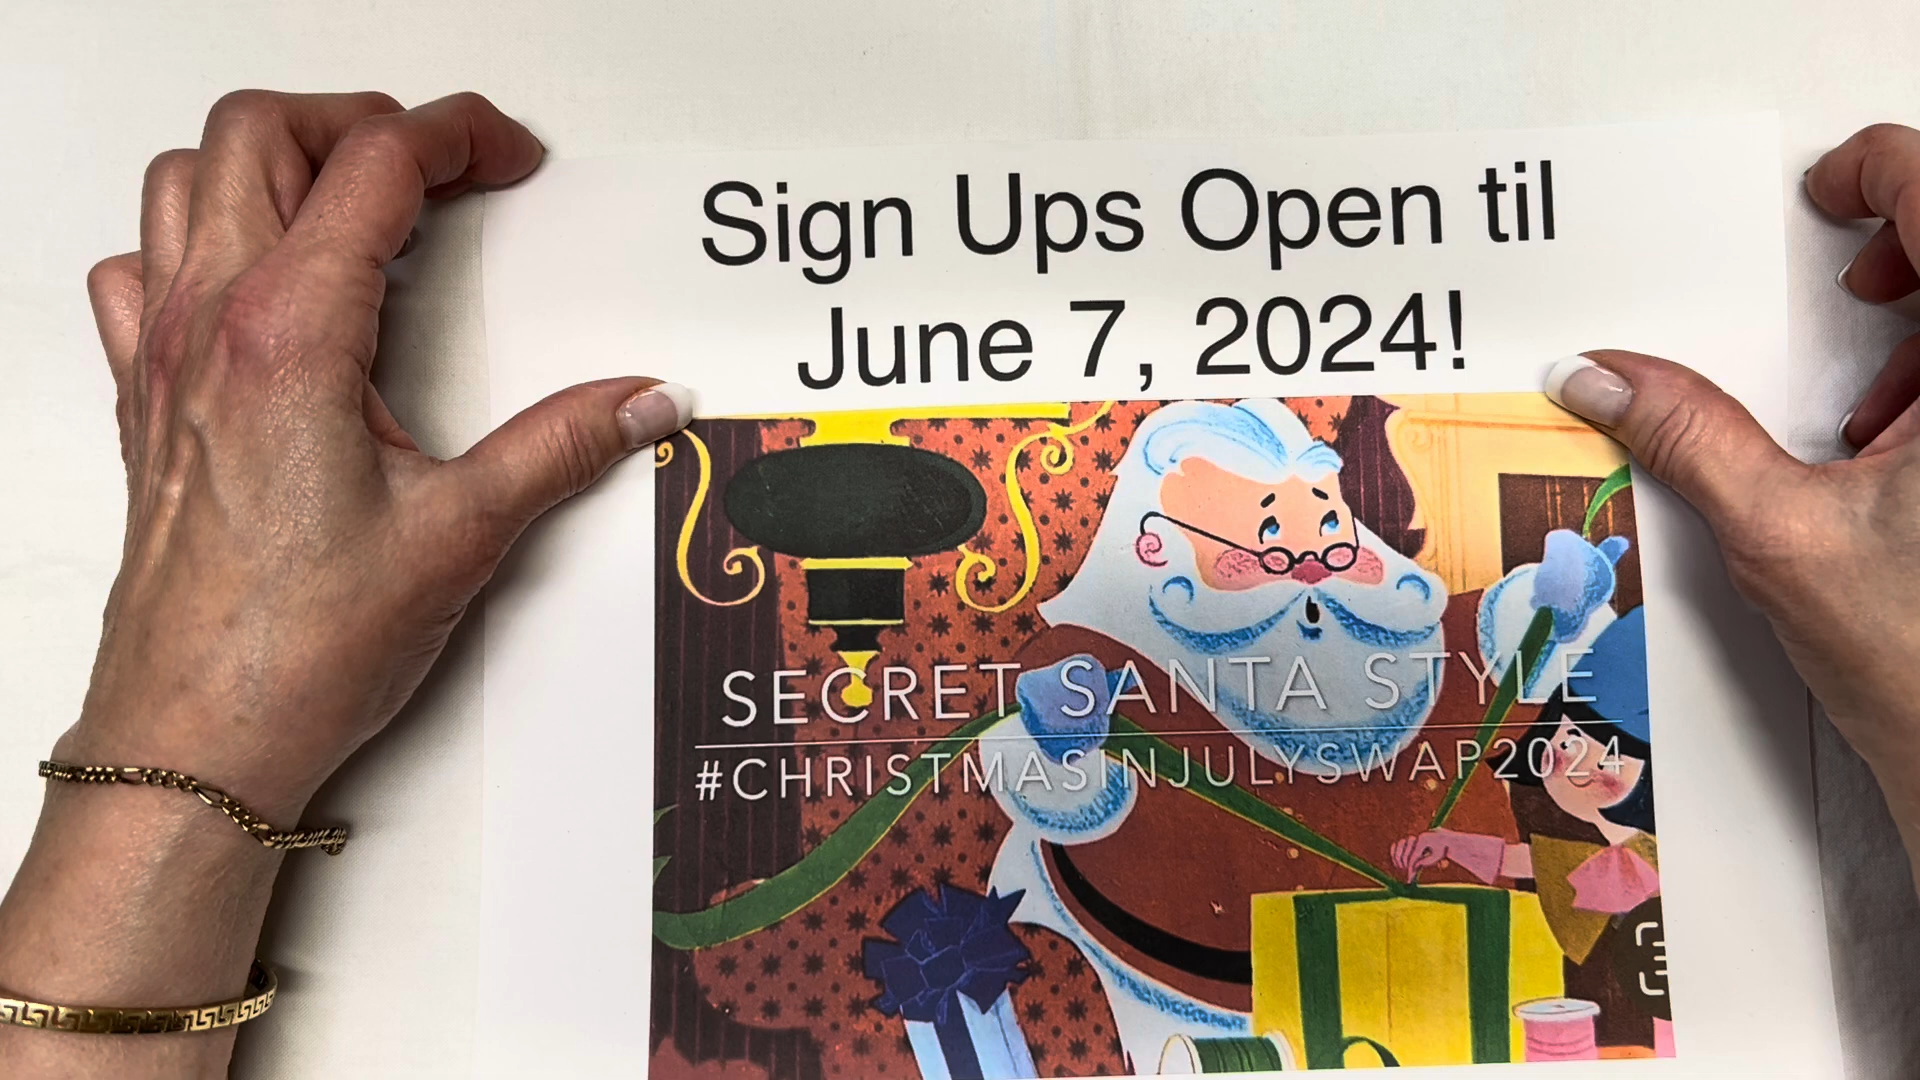 Sign Ups Open til
June 7, 2024!
SECRET SANTA STYLE
#CHRISTMASINJULYSWAP2024